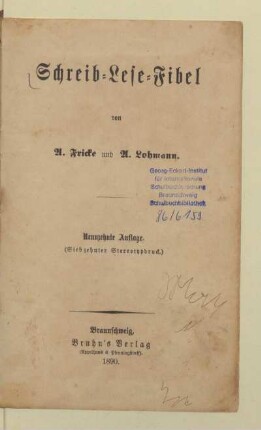 Schreib-Lese-Fibel
von
A. Fricke und A. Lohmann.
Georg-Eckert-Institut
für internationale
Schulbuchforschung
Braunschweig
Schulbuchbibliothek
Neunzehnte Auflage.
(Siebzehnter Stereotypdruck.)
Braunschweig,
Bruhn's Verlag
1890.